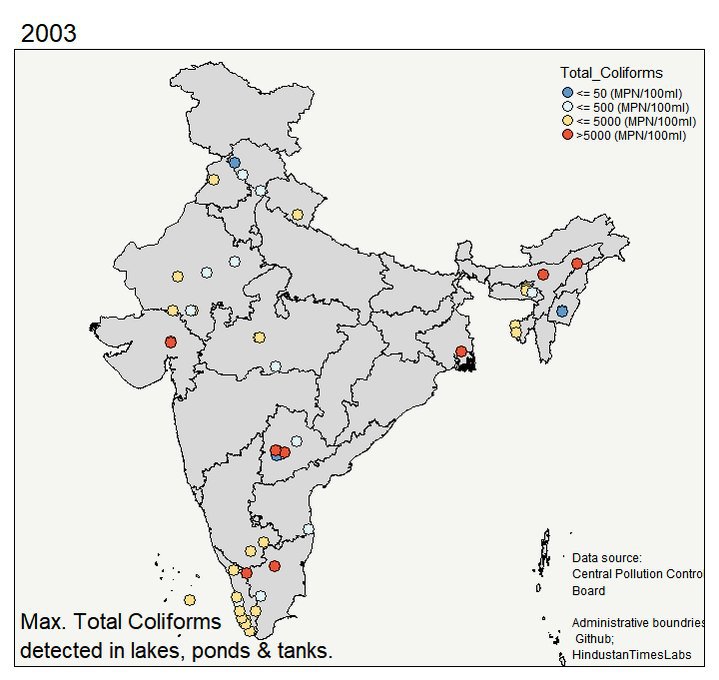 2003
Total_Coliforms
<= 50 (MPN/100ml)
<= 500 (MPN/100ml)
<= 5000 (MPN/100ml)
>5000 (MPN/100ml)
Data source:
Central Pollution Control
Board
Administrative boundries
Github;
HindustanTimesLabs
Max. Total Coliforms
detected in lakes, ponds & tanks.